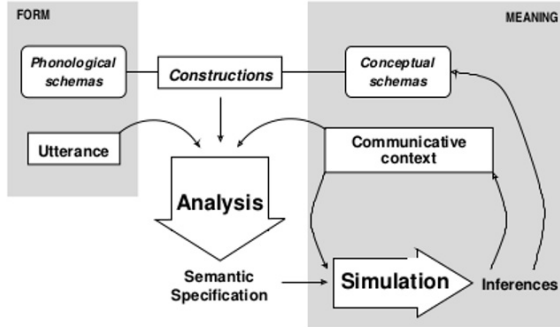 FORM
MEANING
Phonological
schemas
Constructions
Conceptual
schemas
Utterance
Communicative
context
Analysis
Semantic
Specification
Simulation
Inferences